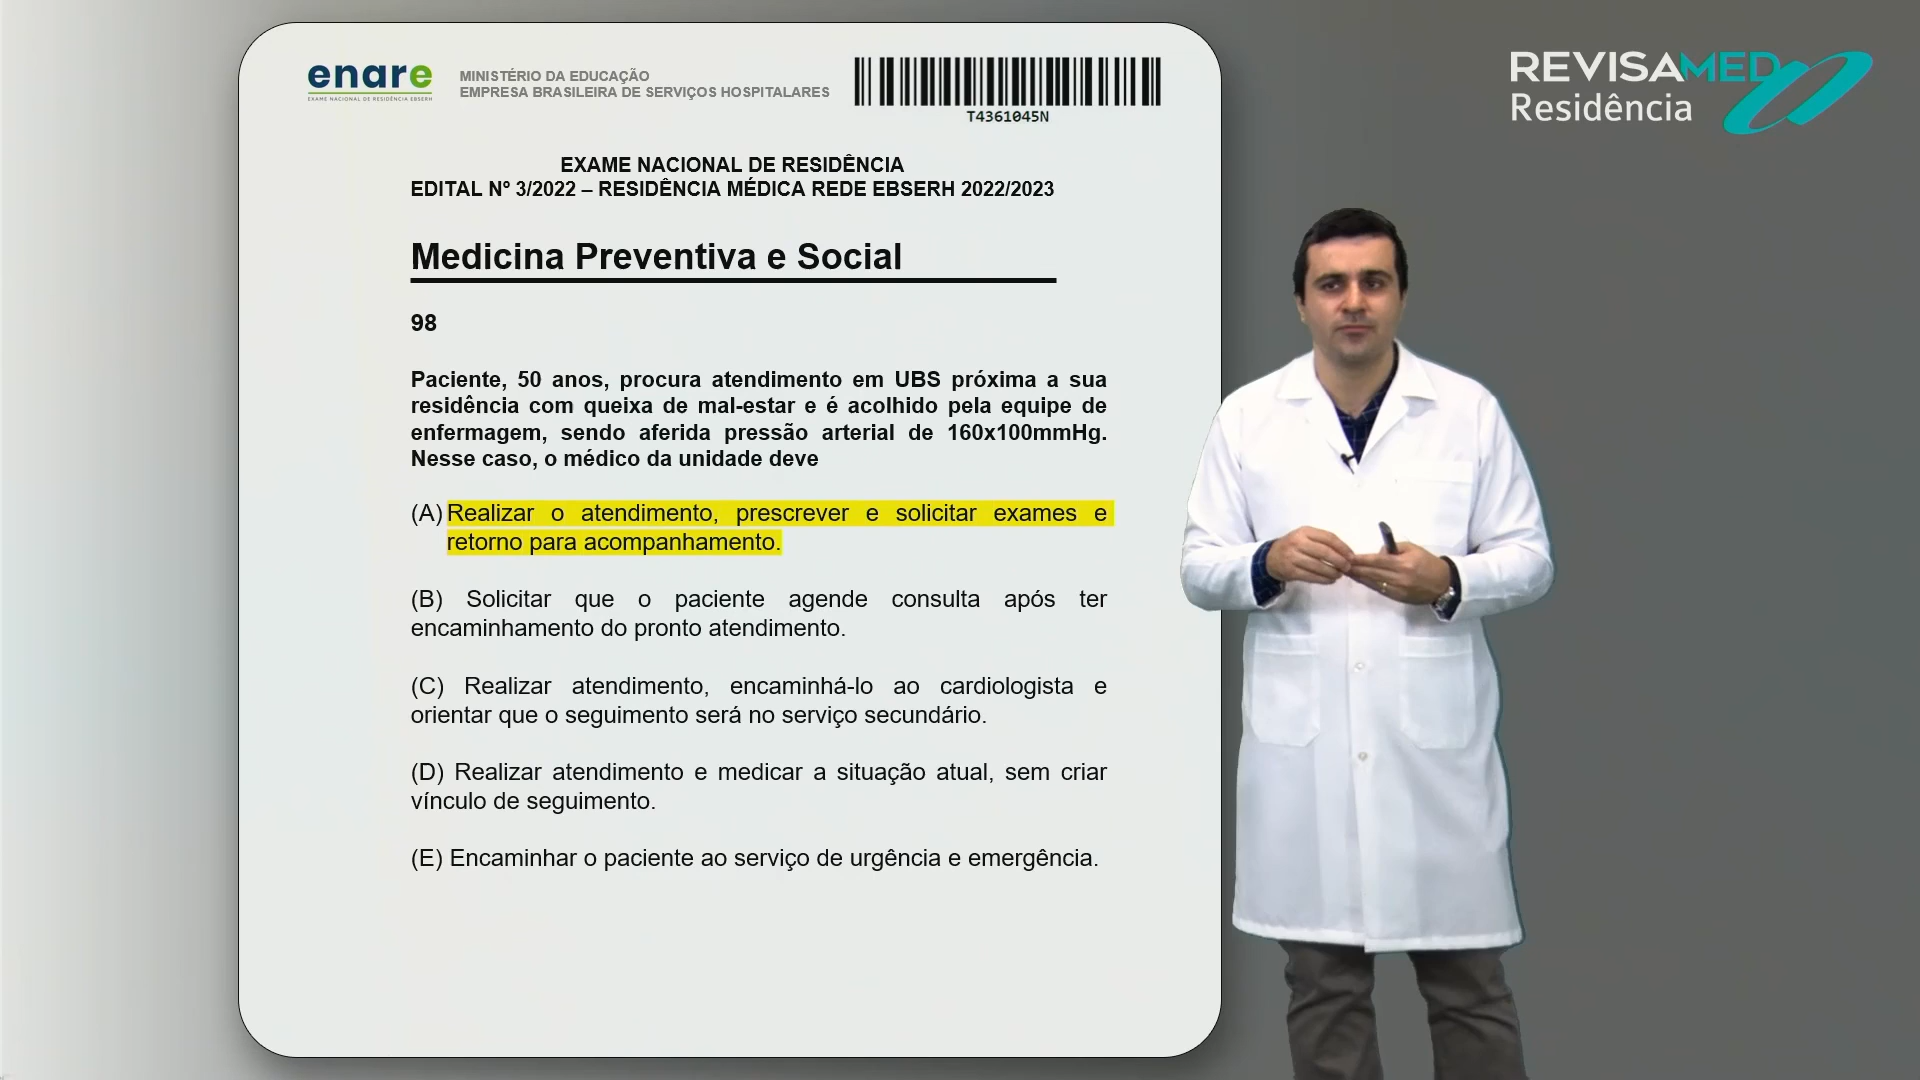 enare
EXAME NACIONAL DE RESIDÊNCIA EBSERH
MINISTÉRIO DA EDUCAÇÃO
EMPRESA BRASILEIRA DE SERVIÇOS HOSPITALARES
T4361045N
REVISAMED
Residência
EXAME NACIONAL DE RESIDÊNCIA
EDITAL Nº 3/2022 – RESIDÊNCIA MÉDICA REDE EBSERH 2022/2023
Medicina Preventiva e Social
98
Paciente, 50 anos, procura atendimento em UBS próxima a sua
residência com queixa de mal-estar e é acolhido pela equipe de
enfermagem, sendo aferida pressão arterial de 160x100mmHg.
Nesse caso, o médico da unidade deve
(A) Realizar o atendimento, prescrever e solicitar exames e
retorno para acompanhamento.
(B) Solicitar que o paciente agende consulta após ter
encaminhamento do pronto atendimento.
(C) Realizar atendimento, encaminhá-lo ao cardiologista e
orientar que o seguimento será no serviço secundário.
(D) Realizar atendimento e medicar a situação atual, sem criar
vínculo de seguimento.
(E) Encaminhar o paciente ao serviço de urgência e emergência.